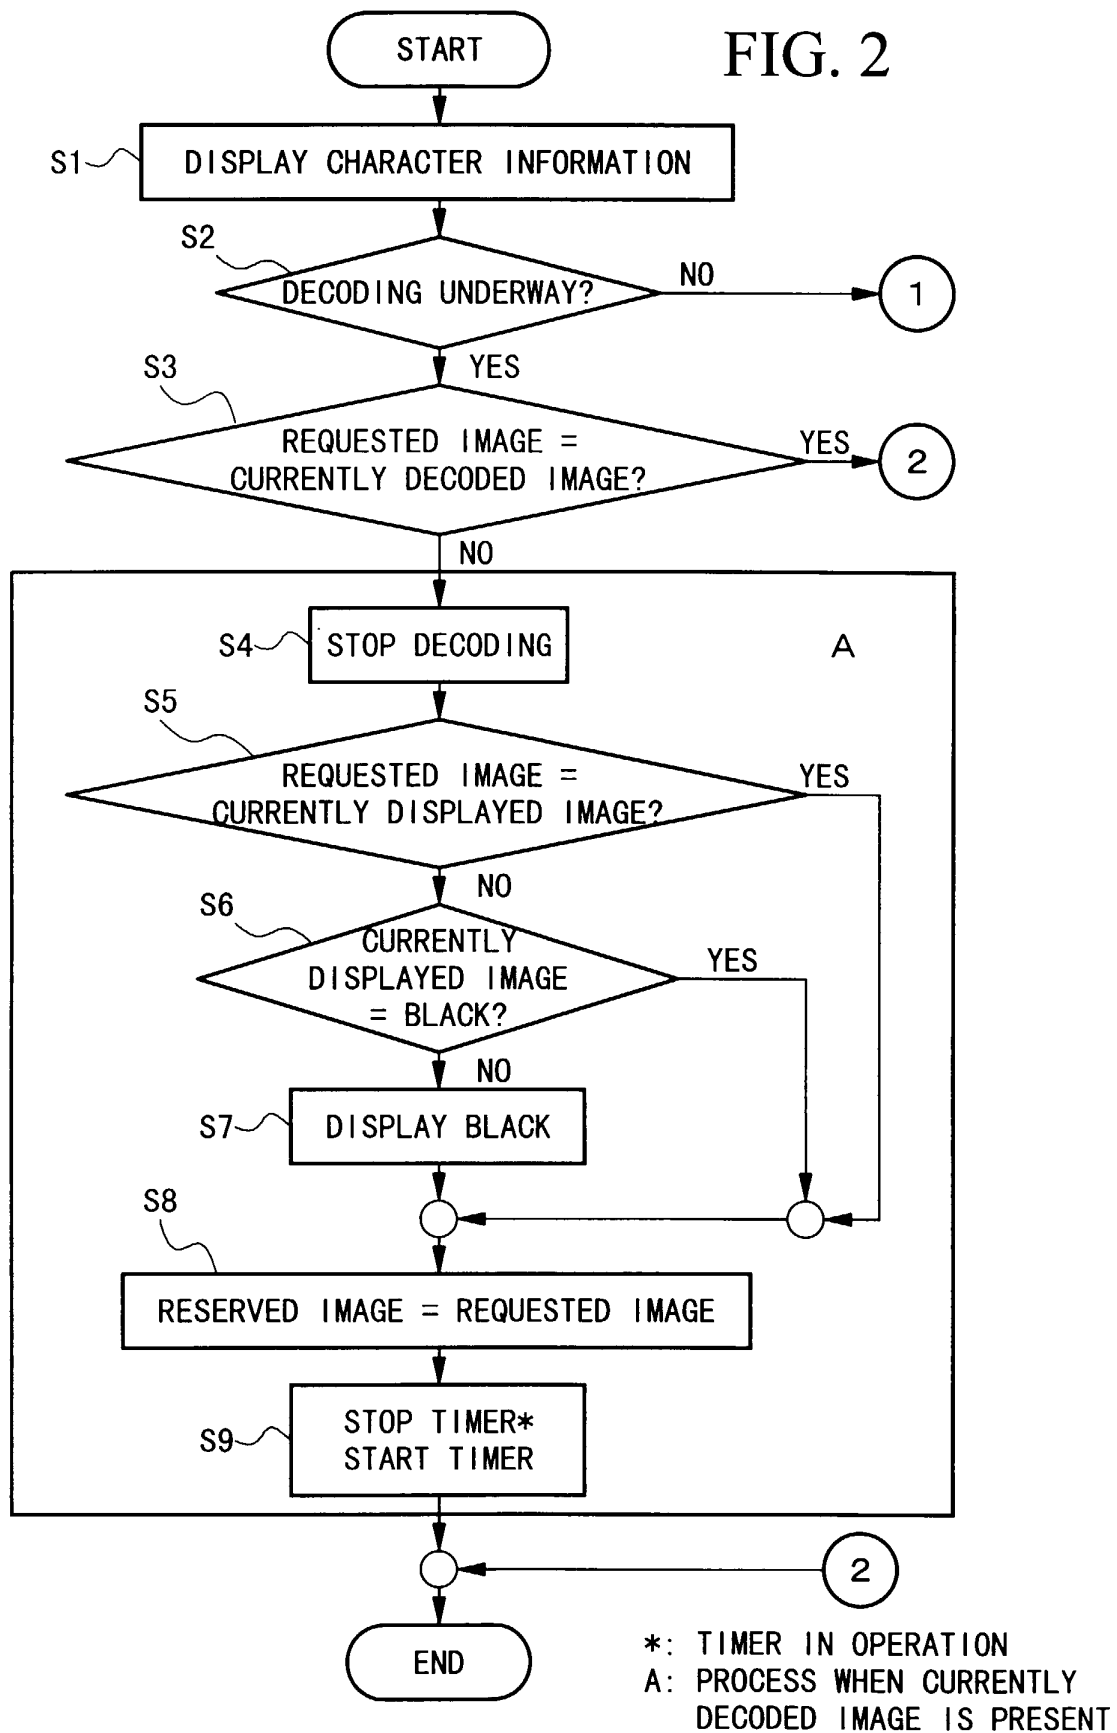 START
FIG. 2
S1
DISPLAY CHARACTER INFORMATION
S2
DECODING UNDERWAY?
NO
1
YES
S3
REQUESTED IMAGE =
CURRENTLY DECODED IMAGE?
YES
2
NO
S4
STOP DECODING
A
S5
REQUESTED IMAGE =
CURRENTLY DISPLAYED IMAGE?
YES
NO
S6
CURRENTLY
DISPLAYED IMAGE
= BLACK?
YES
NO
S7
DISPLAY BLACK
S8
RESERVED IMAGE = REQUESTED IMAGE
S9
STOP TIMER*
START TIMER
2
END
*: TIMER IN OPERATION
A: PROCESS WHEN CURRENTLY
DECODED IMAGE IS PRESENT